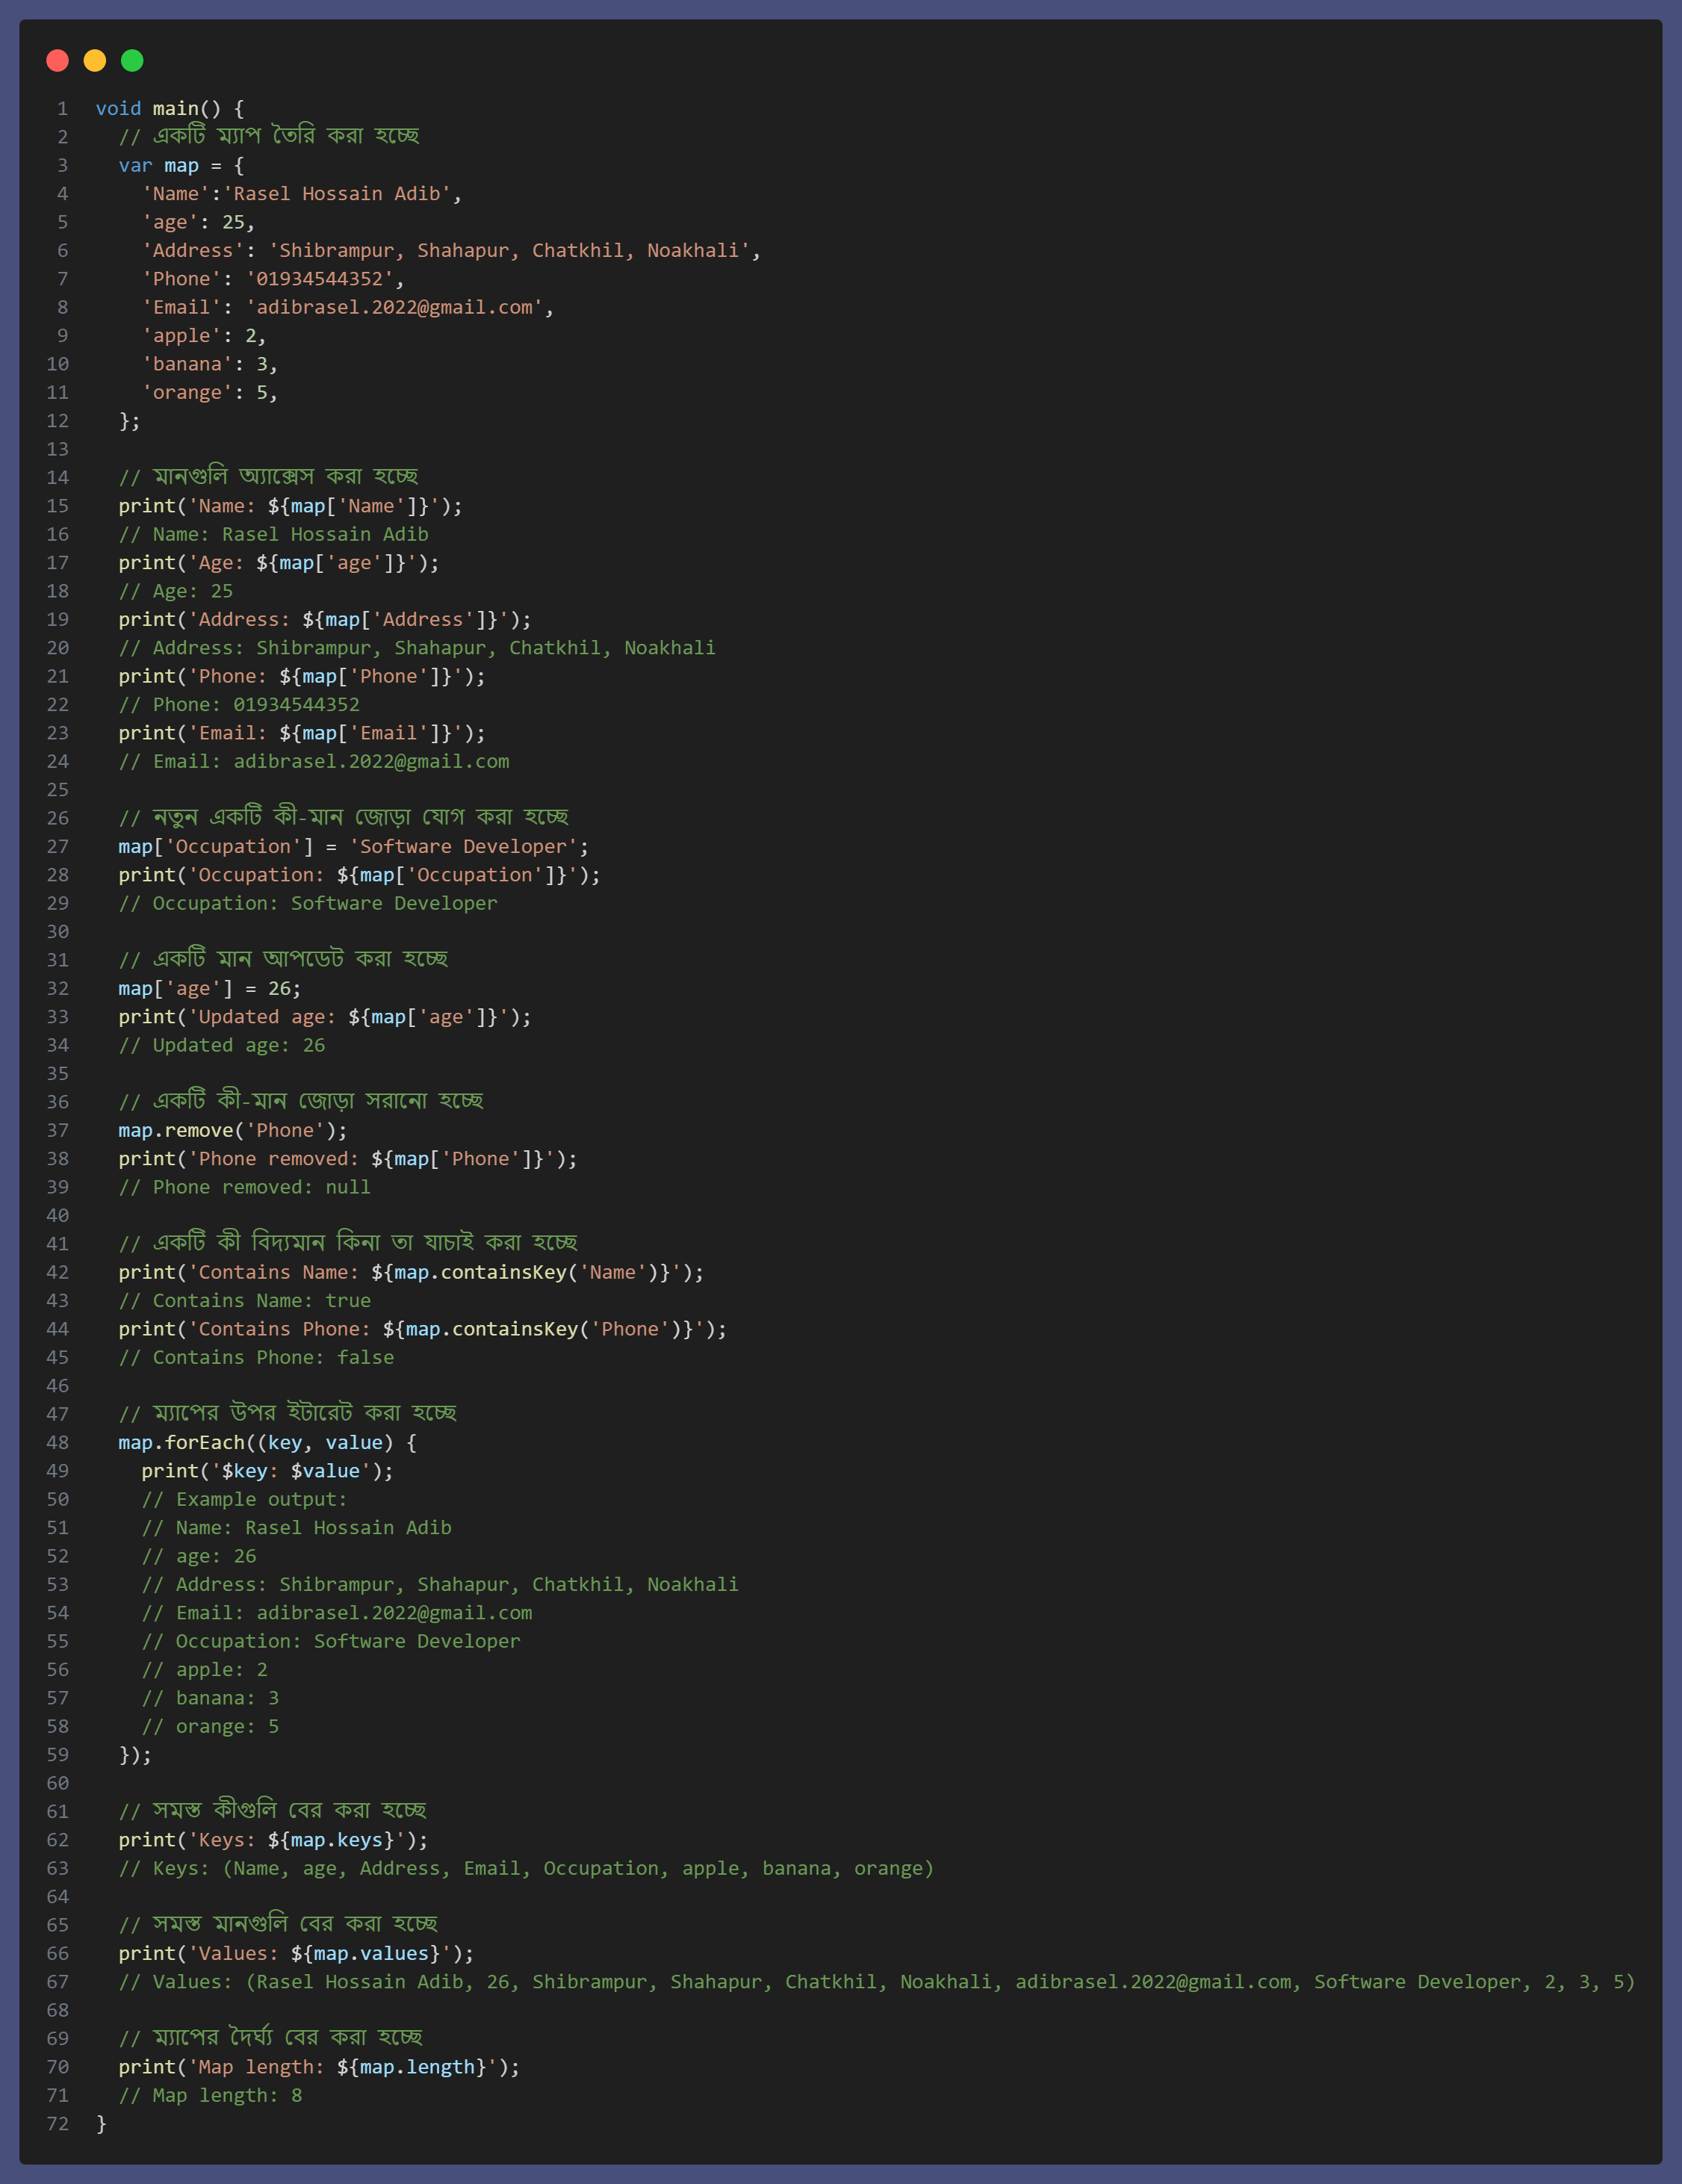 1 void main() {
2 // একটি ম্যাপ তৈরি করা হচ্ছে
3 var map = {
4 'Name':'Rasel Hossain Adib',
5 'age': 25,
6 'Address': 'Shibrampur, Shahapur, Chatkhil, Noakhali',
7 'Phone': '01934544352',
8 'Email': 'adibrasel.2022@gmail.com',
9 'apple': 2,
10 'banana': 3,
11 'orange': 5,
12 };
13
14 // মানগুলি অ্যাক্সেস করা হচ্ছে
15 print('Name: ${map['Name']}');
16 // Name: Rasel Hossain Adib
17 print('Age: ${map['age']}');
18 // Age: 25
19 print('Address: ${map['Address']}');
20 // Address: Shibrampur, Shahapur, Chatkhil, Noakhali
21 print('Phone: ${map['Phone']}');
22 // Phone: 01934544352
23 print('Email: ${map['Email']}');
24 // Email: adibrasel.2022@gmail.com
25
26 // নতুন একটি কী-মান জোড়া যোগ করা হচ্ছে
27 map['Occupation'] = 'Software Developer';
28 print('Occupation: ${map['Occupation']}');
29 // Occupation: Software Developer
30
31 // একটি মান আপডেট করা হচ্ছে
32 map['age'] = 26;
33 print('Updated age: ${map['age']}');
34 // Updated age: 26
35
36 // একটি কী-মান জোড়া সরানো হচ্ছে
37 map.remove('Phone');
38 print('Phone removed: ${map['Phone']}');
39 // Phone removed: null
40
41 // একটি কী বিদ্যমান কিনা তা যাচাই করা হচ্ছে
42 print('Contains Name: ${map.containsKey('Name')}');
43 // Contains Name: true
44 print('Contains Phone: ${map.containsKey('Phone')}');
45 // Contains Phone: false
46
47 // ম্যাপের উপর ইটারেট করা হচ্ছে
48 map.forEach((key, value) {
49 print('$key: $value');
50 // Example output:
51 // Name: Rasel Hossain Adib
52 // age: 26
53 // Address: Shibrampur, Shahapur, Chatkhil, Noakhali
54 // Email: adibrasel.2022@gmail.com
55 // Occupation: Software Developer
56 // apple: 2
57 // banana: 3
58 // orange: 5
59 });
60
61 // সমস্ত কীগুলি বের করা হচ্ছে
62 print('Keys: ${map.keys}');
63 // Keys: (Name, age, Address, Email, Occupation, apple, banana, orange)
64
65 // সমস্ত মানগুলি বের করা হচ্ছে
66 print('Values: ${map.values}');
67 // Values: (Rasel Hossain Adib, 26, Shibrampur, Shahapur, Chatkhil, Noakhali, adibrasel.2022@gmail.com, Software Developer, 2, 3, 5)
68
69 // ম্যাপের দৈর্ঘ্য বের করা হচ্ছে
70 print('Map length: ${map.length}');
71 // Map length: 8
72 }